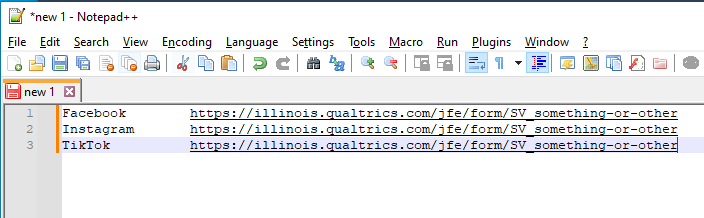 *new 1 - Notepad++
File Edit Search View Encoding Language Settings Tools Macro Run Plugins Window ?
new 1
1 Facebook https://illinois.qualtrics.com/jfe/form/SV_something-or-other
2 Instagram https://illinois.qualtrics.com/jfe/form/SV_something-or-other
3 TikTok https://illinois.qualtrics.com/jfe/form/SV_something-or-other